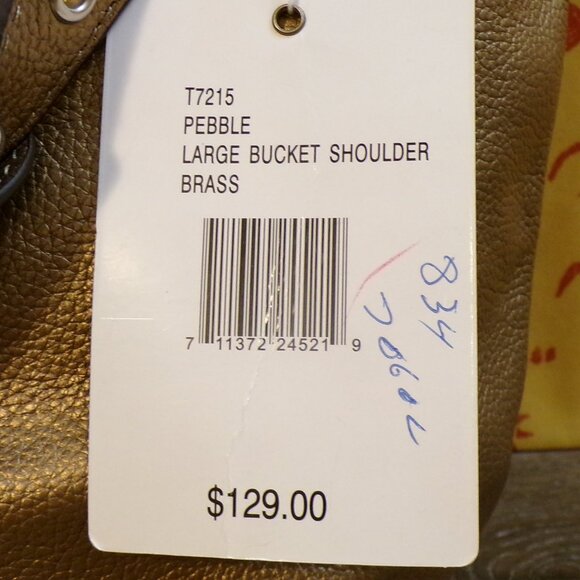 T7215
PEBBLE
LARGE BUCKET SHOULDER
BRASS
7 11372 24521 9
834
$129.00